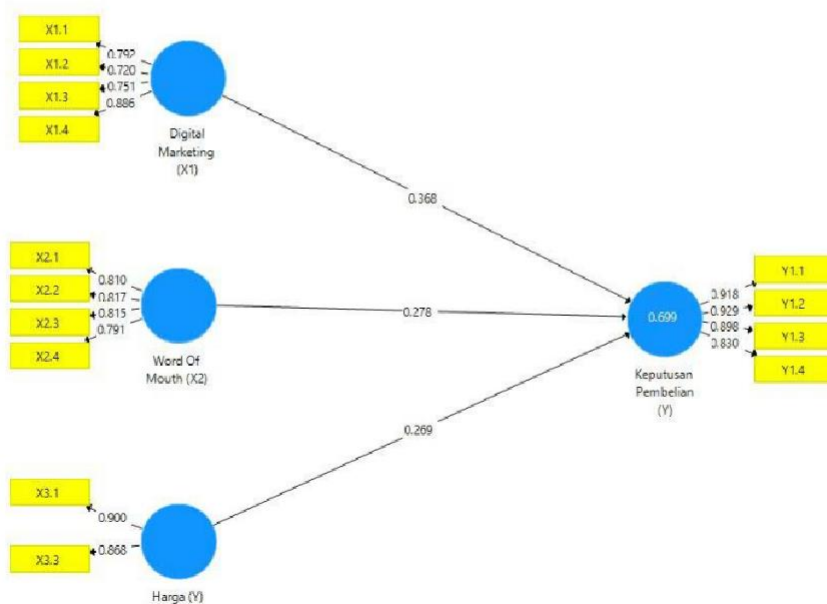 X1.1
X1.2
X1.3
X1.4
0.792
0.720
0.751
0.886
Digital
Marketing
(X1)
0.368
X2.1
X2.2
X2.3
X2.4
0.810
0.817
0.815
0.791
Word Of
Mouth (X2)
0.278
X3.1
X3.3
0.900
0.868
Harga (Y)
0.269
0.699
Keputusan
Pembelian
(Y)
0.918
0.929
0.898
0.830
Y1.1
Y1.2
Y1.3
Y1.4